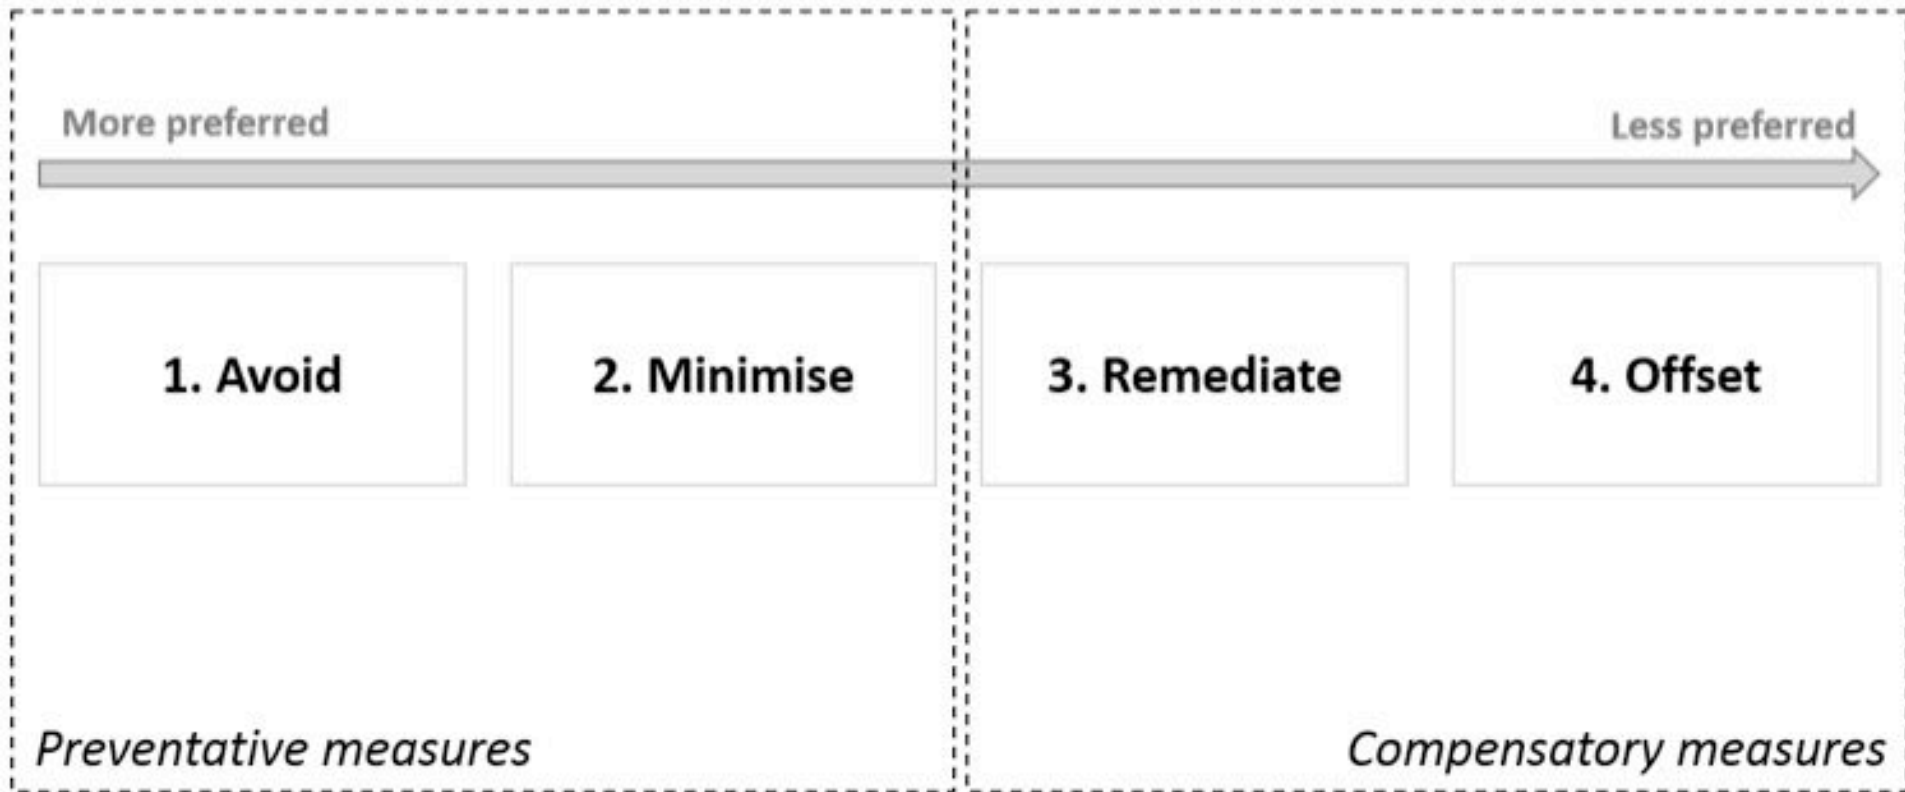 More preferred
Less preferred
1. Avoid
2. Minimise
3. Remediate
4. Offset
Preventative measures
Compensatory measures